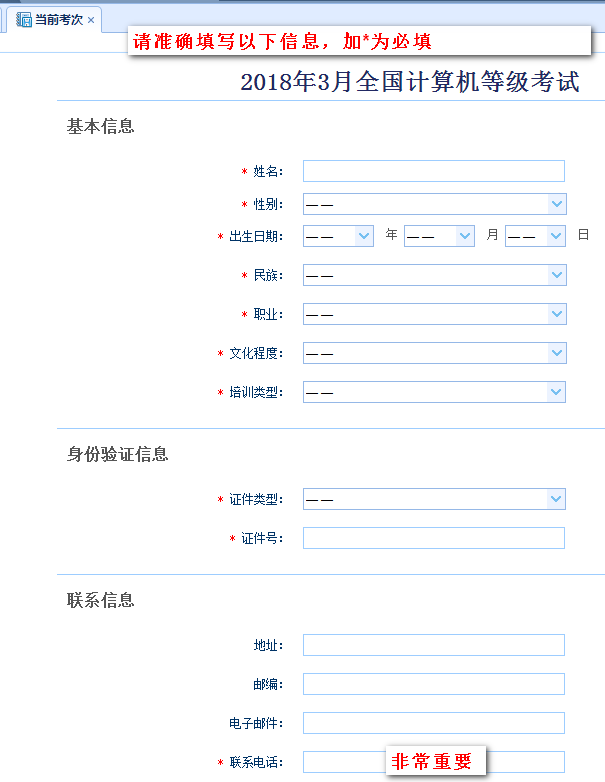 当前考次 ×
请准确填写以下信息，加*为必填
2018年3月全国计算机等级考试
基本信息
* 姓名：
* 性别： ——
* 出生日期： —— 年 —— 月 —— 日
* 民族： ——
* 职业： ——
* 文化程度： ——
* 培训类型： ——
身份验证信息
* 证件类型： ——
* 证件号：
联系信息
地址：
邮编：
电子邮件：
* 联系电话： 非常重要